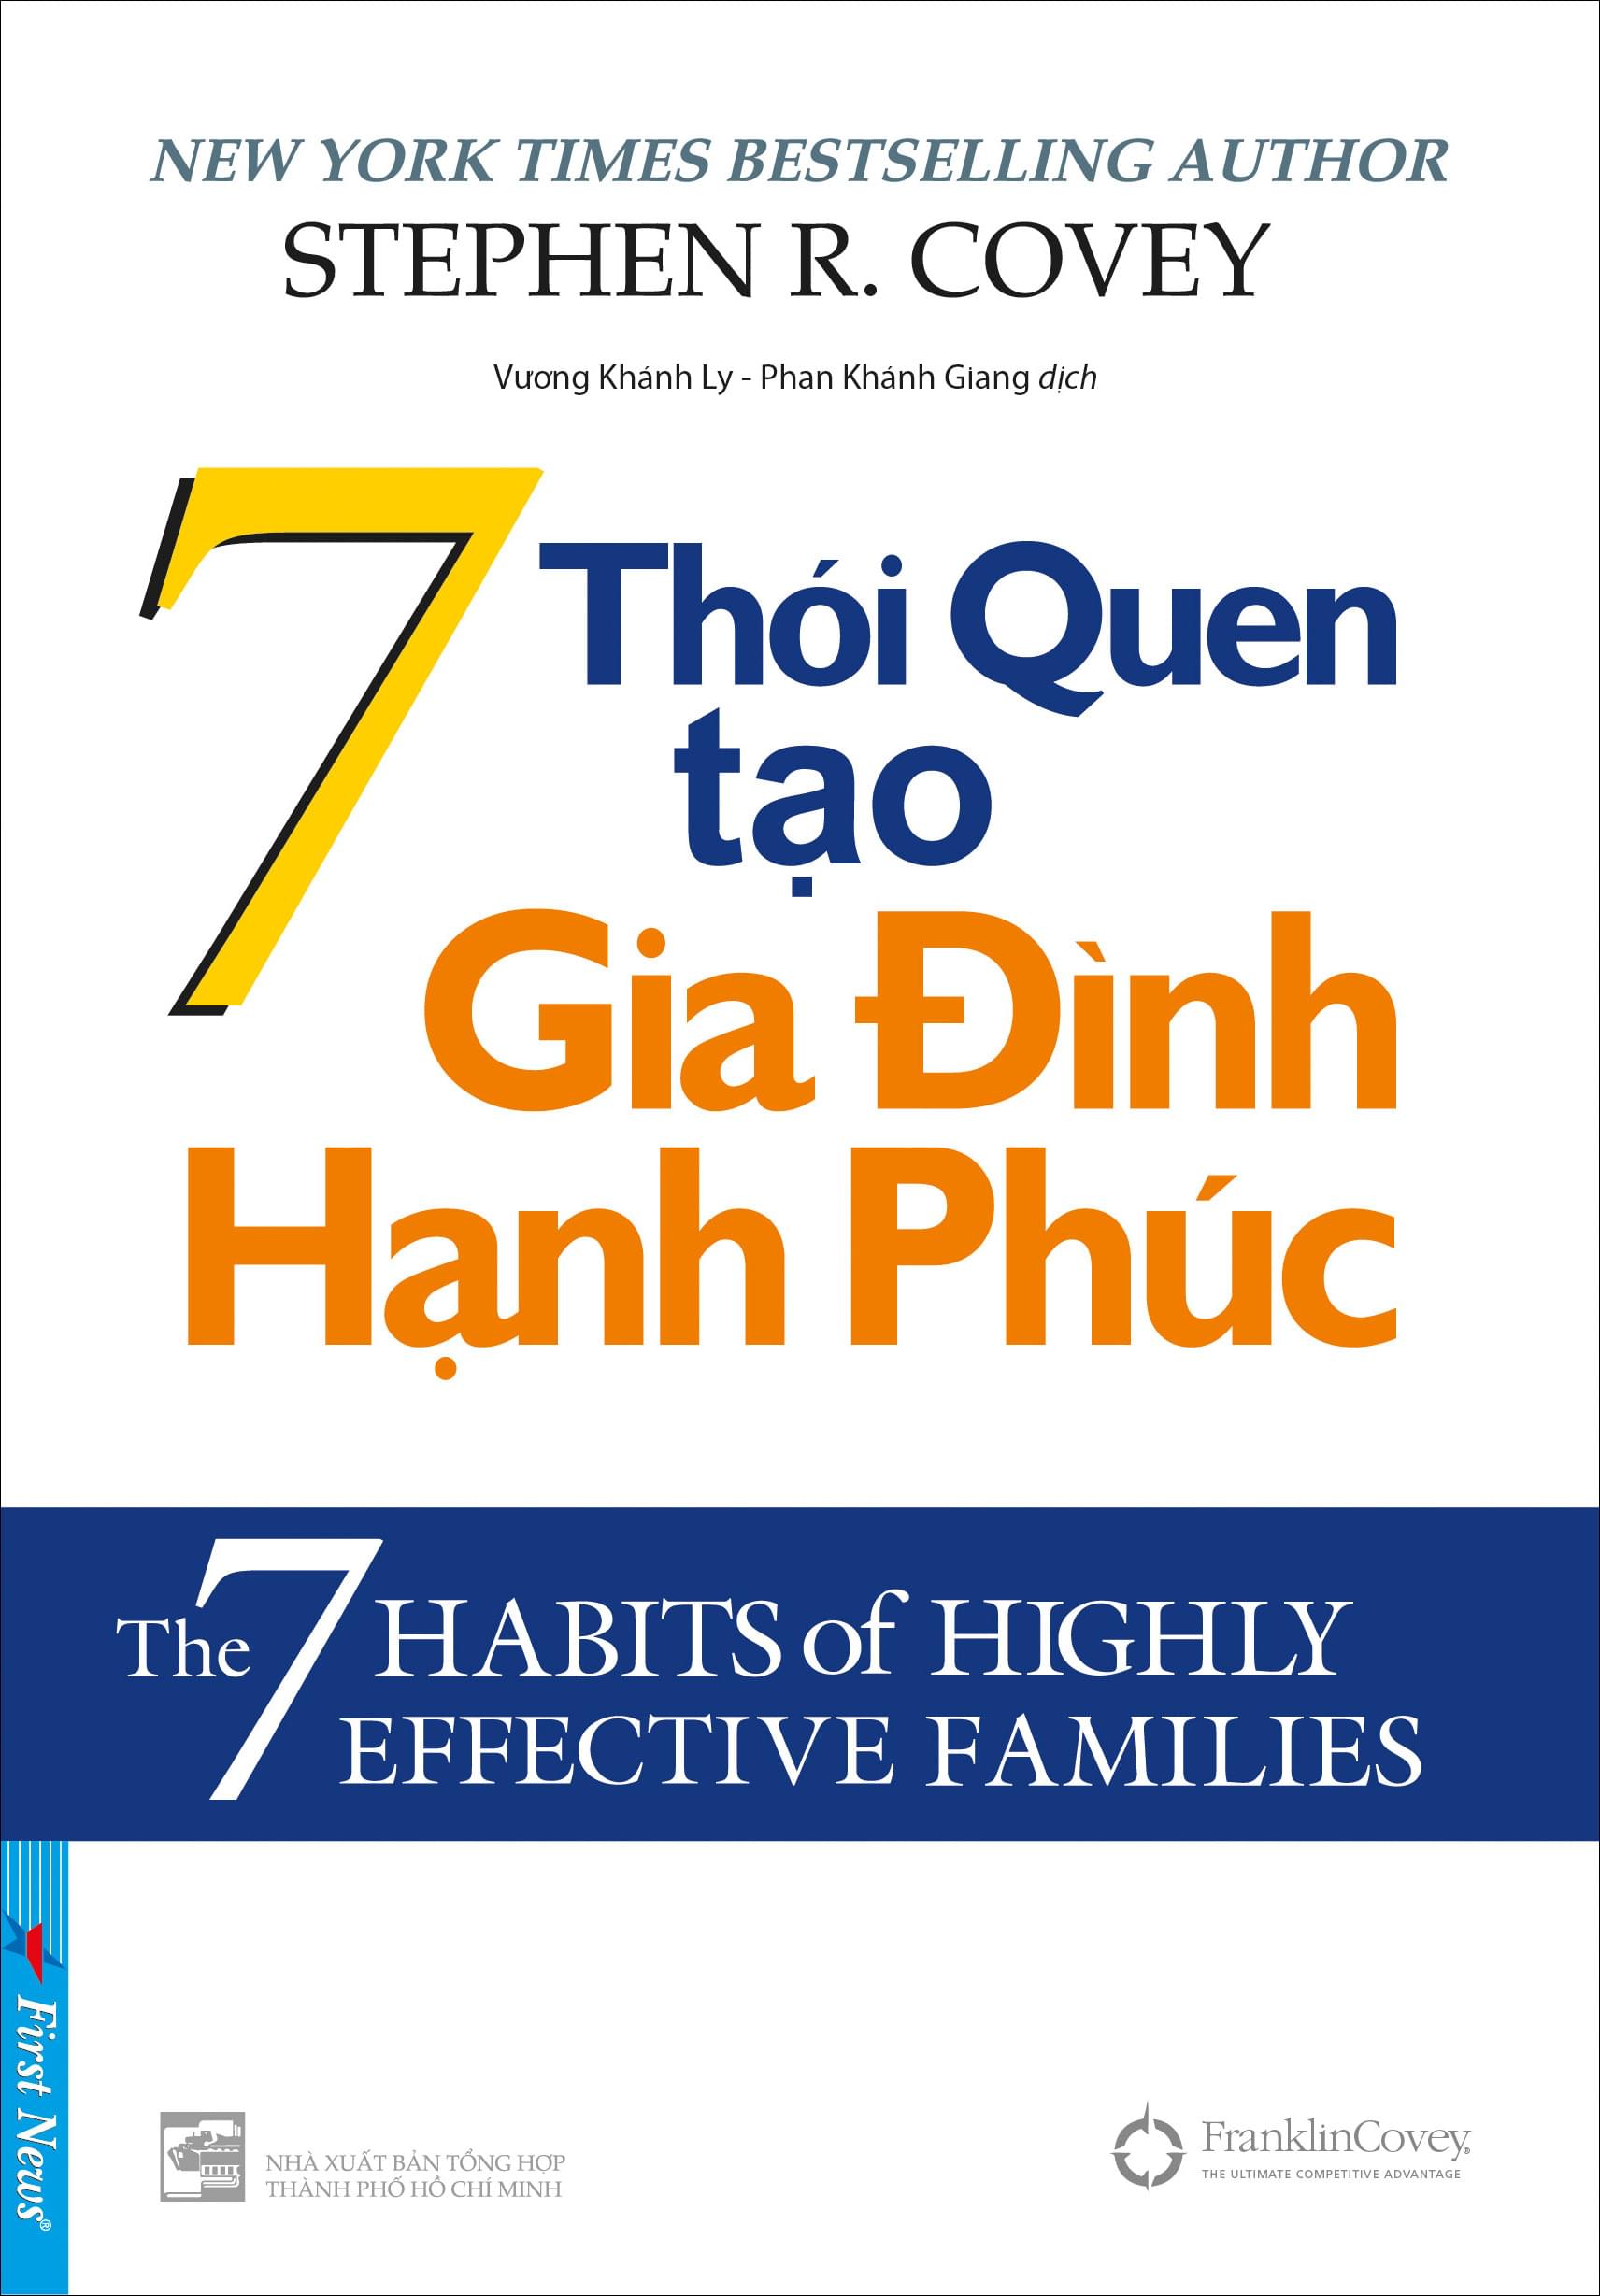 NEW YORK TIMES BESTSELLING AUTHOR
STEPHEN R. COVEY
Vương Khánh Ly - Phan Khánh Giang dịch
7 Thói Quen
tạo
Gia Đình
Hạnh Phúc
The 7 HABITS of HIGHLY
EFFECTIVE FAMILIES
First News®
NHÀ XUẤT BẢN TỔNG HỢP
THÀNH PHỐ HỒ CHÍ MINH
FranklinCovey®
THE ULTIMATE COMPETITIVE ADVANTAGE